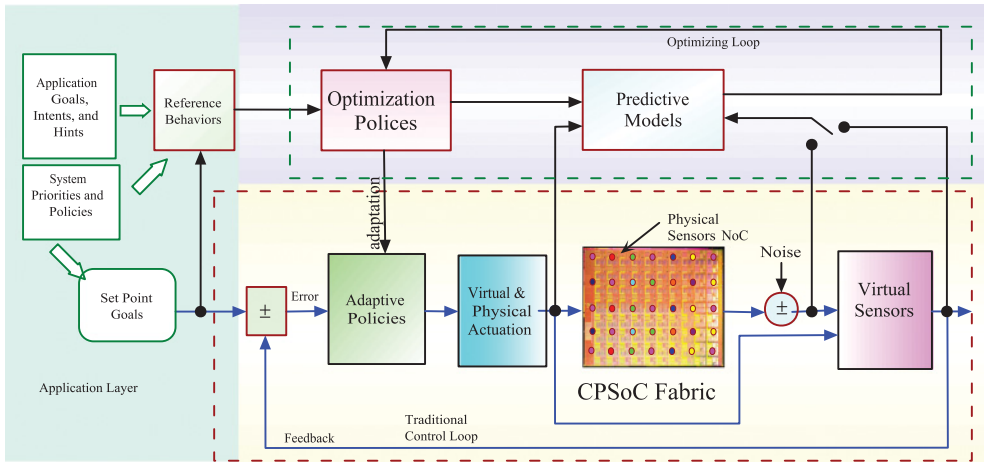 Optimizing Loop
Application
Goals,
Intents, and
Hints
Reference
Behaviors
Optimization
Polices
Predictive
Models
System
Priorities and
Policies
adaptation
Physical
Sensors NoC
Noise
Set Point
Goals
±
Error
Adaptive
Policies
Virtual &
Physical
Actuation
±
Virtual
Sensors
CPSoC Fabric
Application Layer
Feedback
Traditional
Control Loop